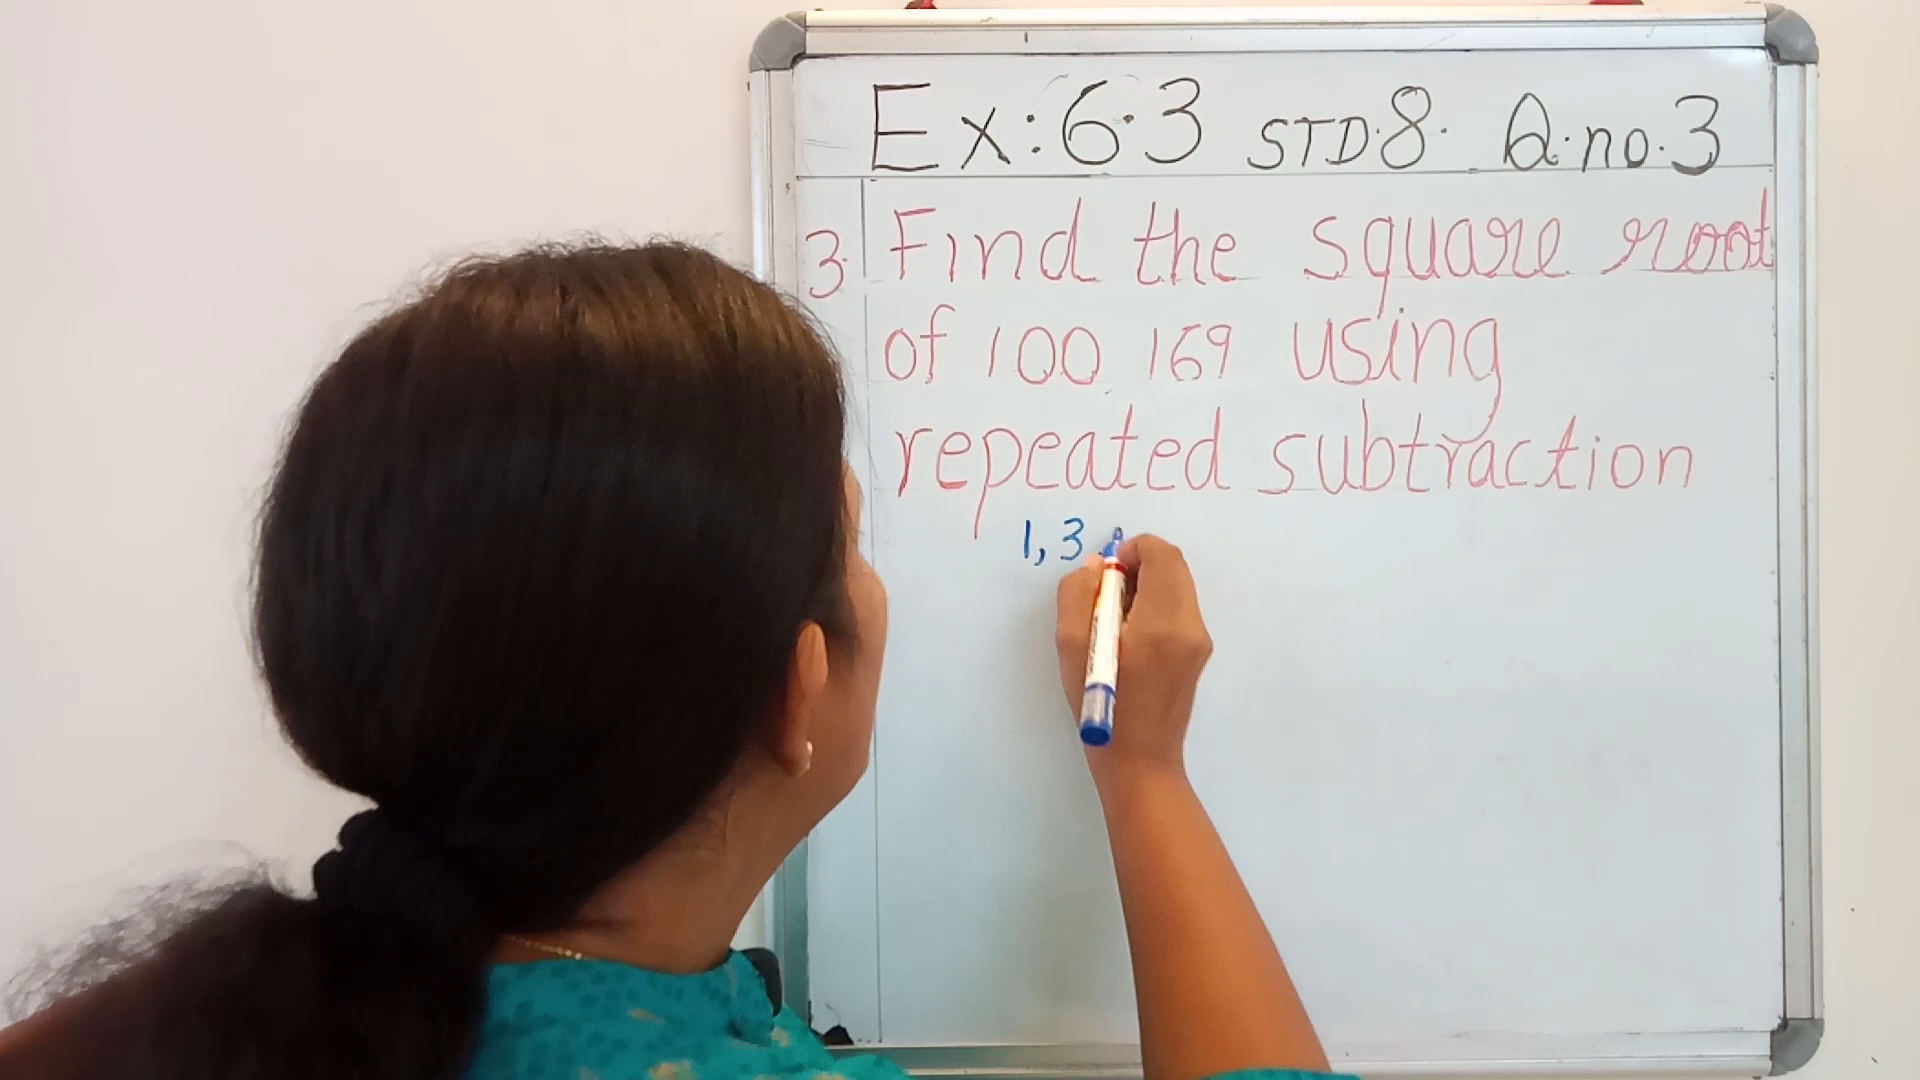 Ex: 6.3 STD.8. Q.no.3
3. Find the square root
of 100, 169 using
repeated subtraction
1, 3